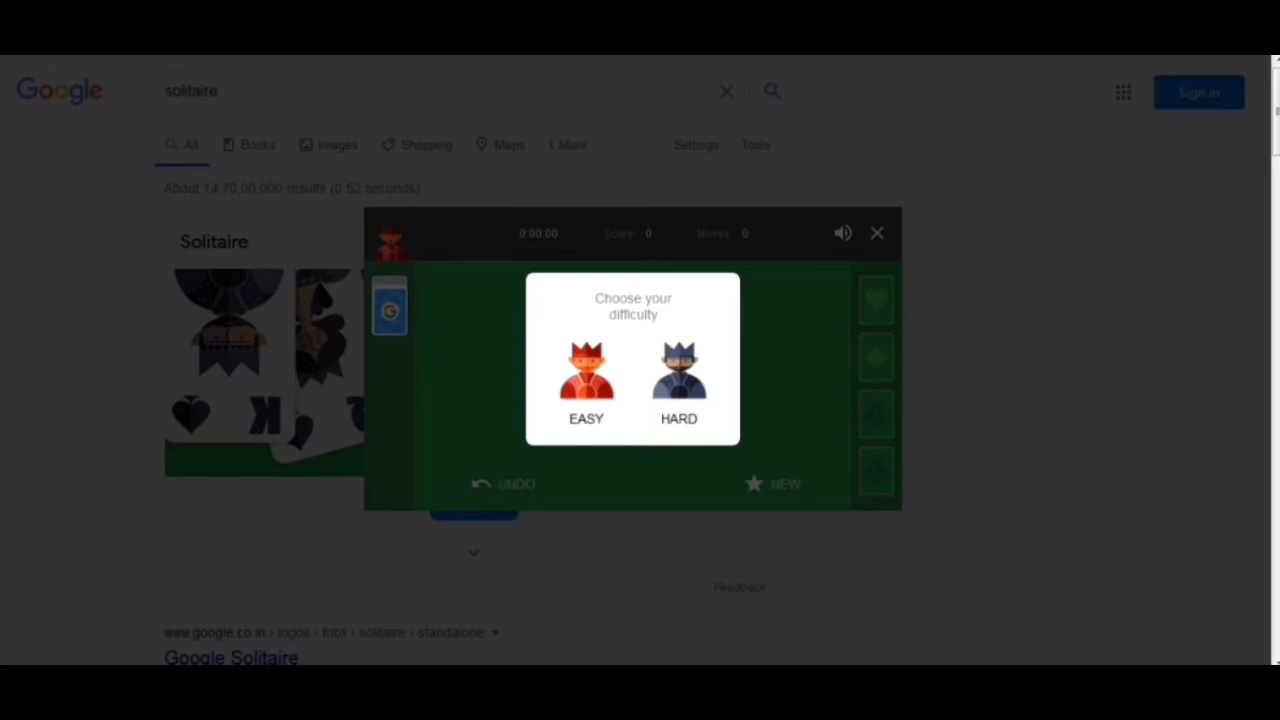 Google
solitaire
Sign in
All Books Images Shopping Maps More Settings Tools
About 14,70,00,000 results (0.52 seconds)
Solitaire
0:00:00 Score 0 Moves 0
G
Choose your
difficulty
EASY HARD
K
UNDO NEW
Feedback
www.google.co.in › logos › fnbx › solitaire › standalone
Google Solitaire